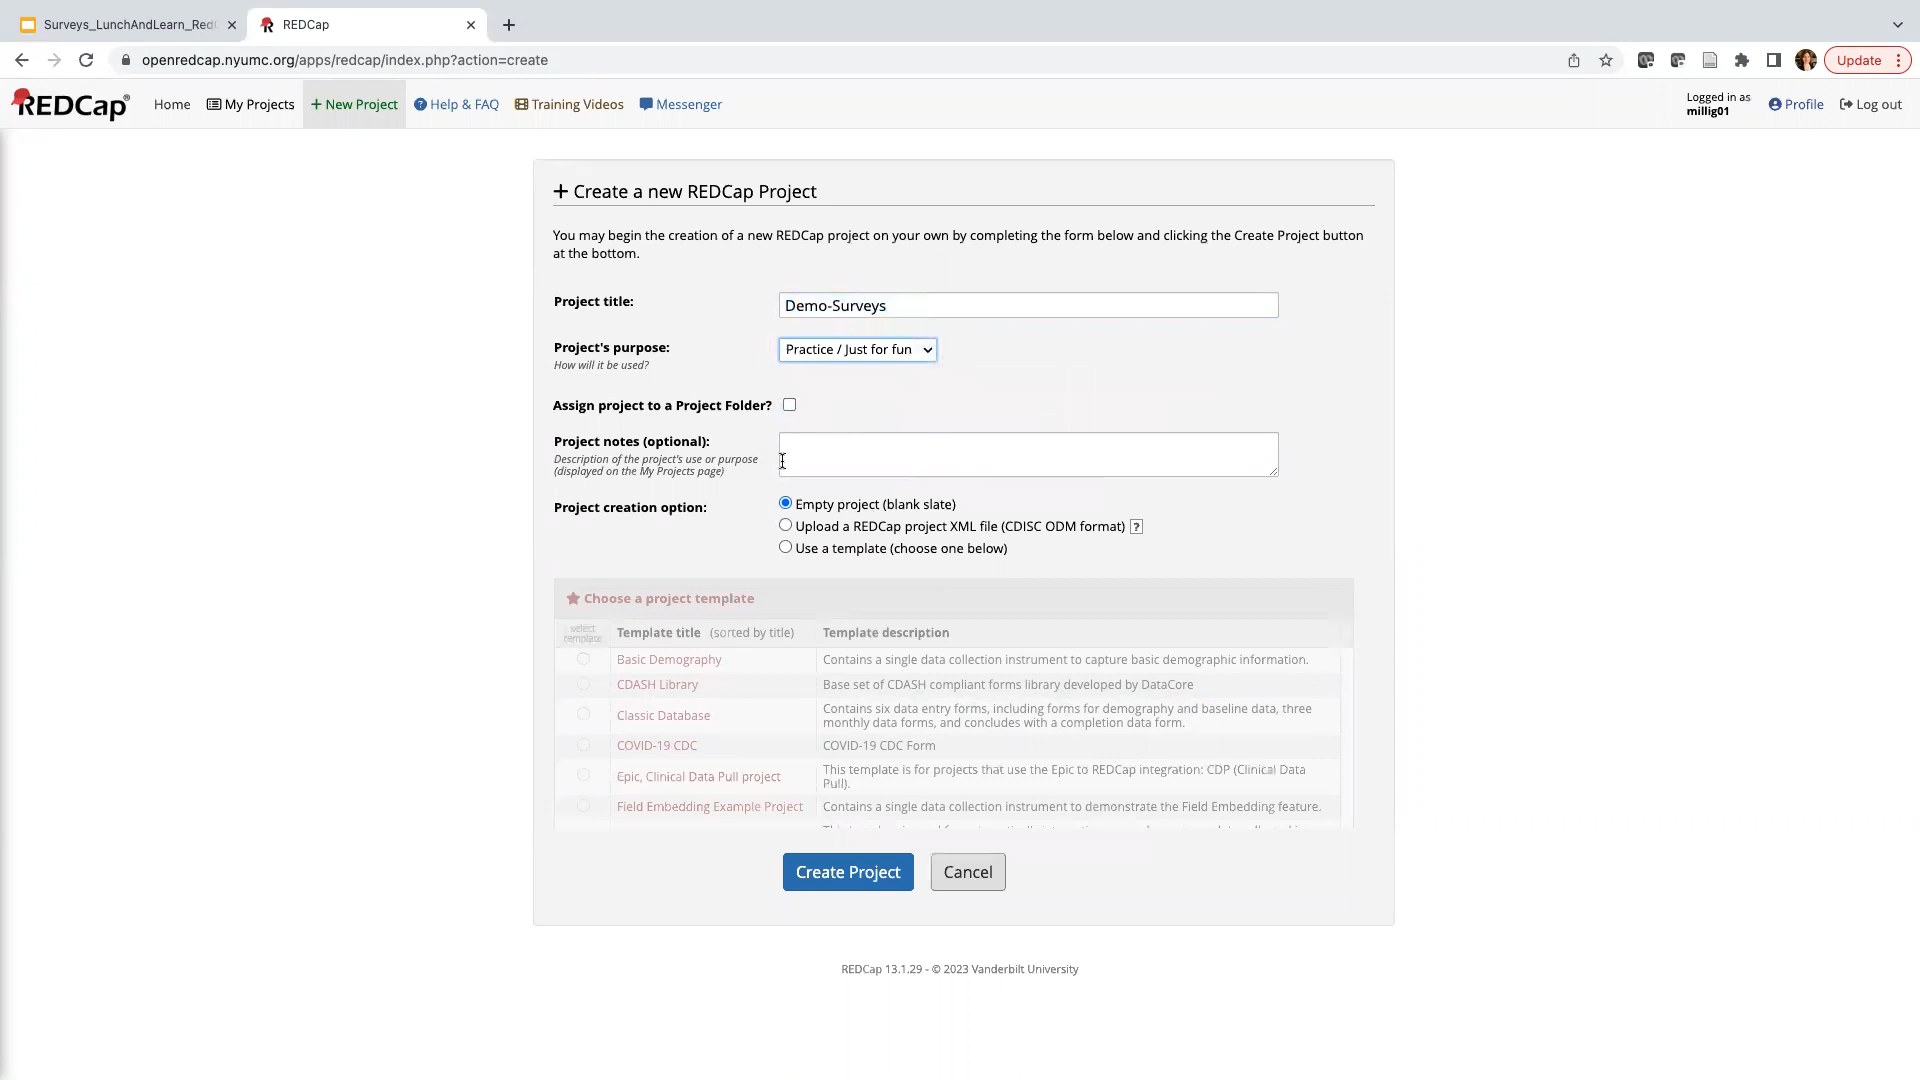 Surveys_LunchAndLearn_Red
REDCap
openredcap.nyumc.org/apps/redcap/index.php?action=create
Update
REDCap
Home
My Projects
New Project
Help & FAQ
Training Videos
Messenger
Logged in as
millig01
Profile
Log out
Create a new REDCap Project
You may begin the creation of a new REDCap project on your own by completing the form below and clicking the Create Project button
at the bottom.
Project title:
Demo-Surveys
Project's purpose:
How will it be used?
Practice / Just for fun
Assign project to a Project Folder?
Project notes (optional):
Description of the project's use or purpose
(displayed on the My Projects page)
Project creation option:
Empty project (blank slate)
Upload a REDCap project XML file (CDISC ODM format) ?
Use a template (choose one below)
Choose a project template
select
template
Template title (sorted by title)
Template description
Basic Demography
Contains a single data collection instrument to capture basic demographic information.
CDASH Library
Base set of CDASH compliant forms library developed by DataCore
Classic Database
Contains six data entry forms, including forms for demography and baseline data, three
monthly data forms, and concludes with a completion data form.
COVID-19 CDC
COVID-19 CDC Form
Epic, Clinical Data Pull project
This template is for projects that use the Epic to REDCap integration: CDP (Clinical Data
Pull).
Field Embedding Example Project
Contains a single data collection instrument to demonstrate the Field Embedding feature.
Create Project
Cancel
REDCap 13.1.29 - © 2023 Vanderbilt University